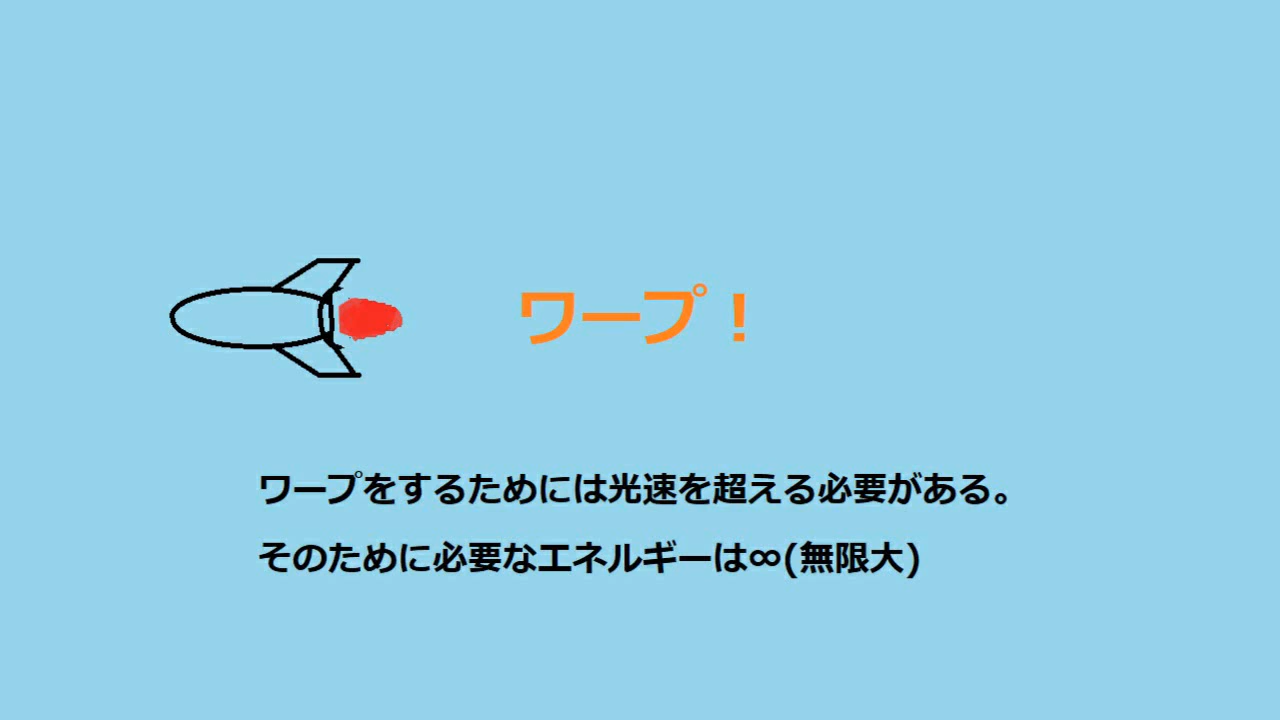 ワープ！
ワープをするためには光速を超える必要がある。
そのために必要なエネルギーは∞(無限大)